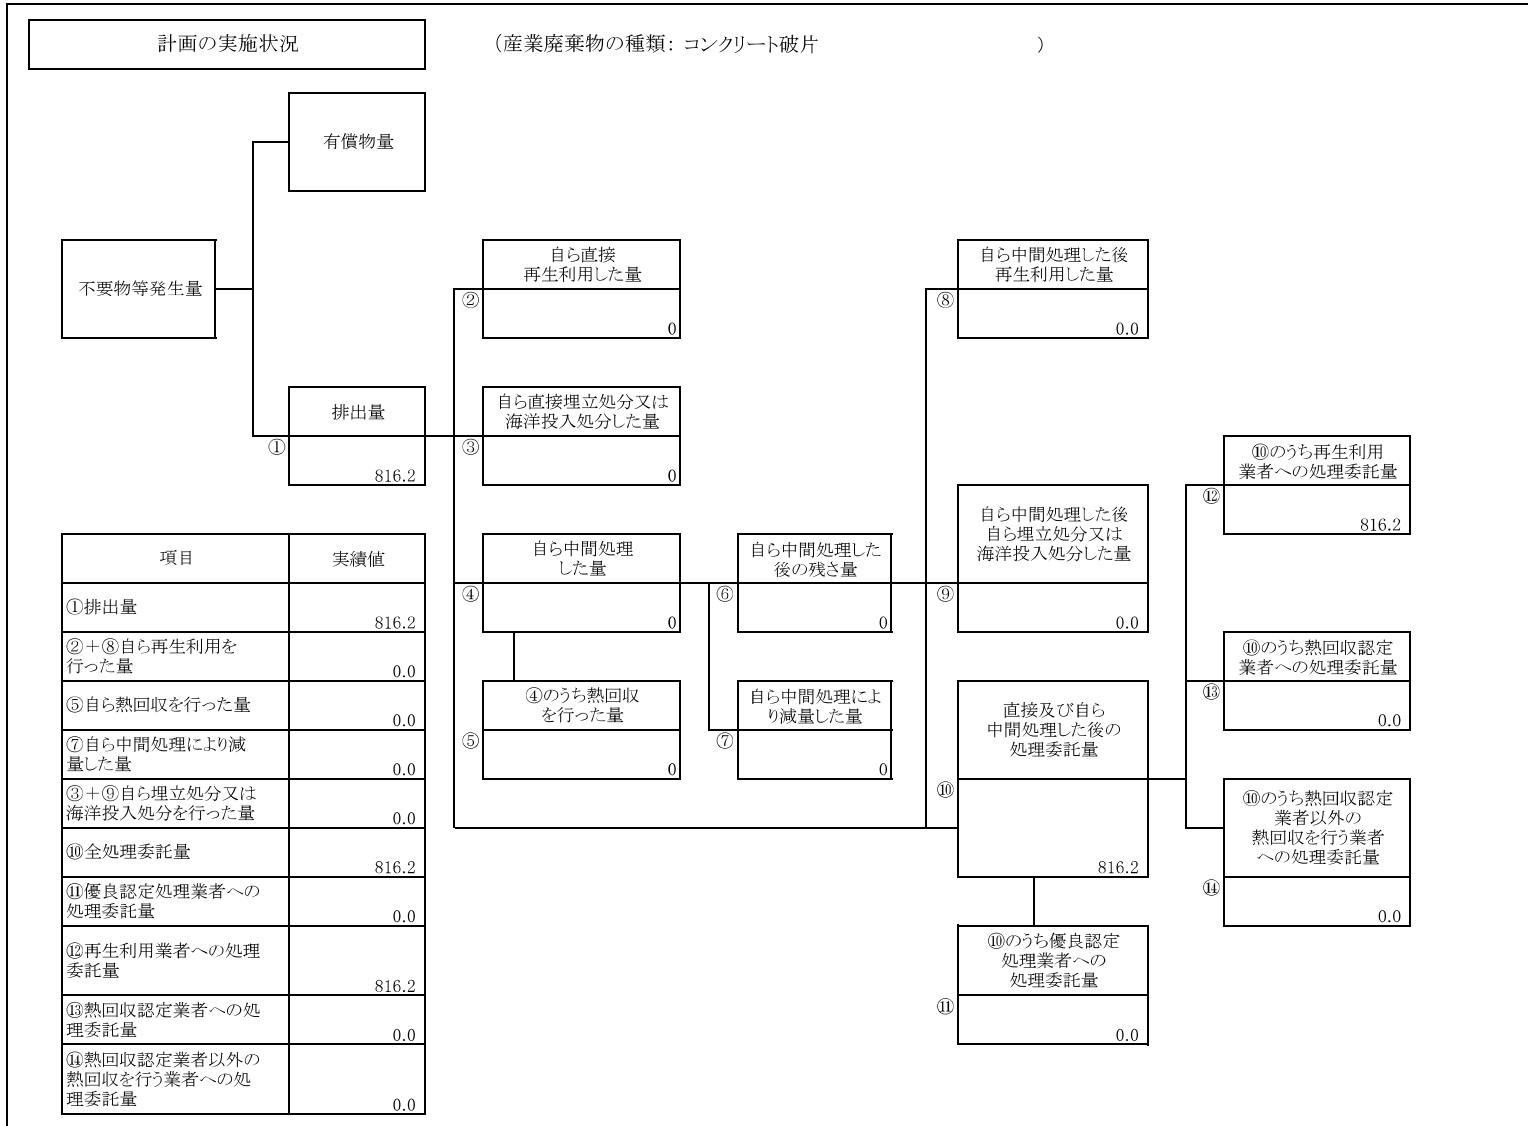 計画の実施状況
（産業廃棄物の種類：コンクリート破片　　　　　　　　　　　　）
有償物量
不要物等発生量
排出量
①
816.2
自ら直接
再生利用した量
②
0
自ら直接埋立処分又は
海洋投入処分した量
③
0
自ら中間処理
した量
④
0
④のうち熱回収
を行った量
⑤
0
自ら中間処理した
後の残さ量
⑥
0
自ら中間処理によ
り減量した量
⑦
0
自ら中間処理した後
再生利用した量
⑧
0.0
自ら中間処理した後
自ら埋立処分又は
海洋投入処分した量
⑨
0.0
直接及び自ら
中間処理した後の
処理委託量
⑩
816.2
⑩のうち優良認定
処理業者への
処理委託量
⑪
0.0
⑩のうち再生利用
業者への処理委託量
⑫
816.2
⑩のうち熱回収認定
業者への処理委託量
⑬
0.0
⑩のうち熱回収認定
業者以外の
熱回収を行う業者
への処理委託量
⑭
0.0
項目　実績値
①排出量
816.2
②＋⑧自ら再生利用を
行った量
0.0
⑤自ら熱回収を行った量
0.0
⑦自ら中間処理により減
量した量
0.0
③＋⑨自ら埋立処分又は
海洋投入処分を行った量
0.0
⑩全処理委託量
816.2
⑪優良認定処理業者への
処理委託量
0.0
⑫再生利用業者への処理
委託量
816.2
⑬熱回収認定業者への処
理委託量
0.0
⑭熱回収認定業者以外の
熱回収を行う業者への処
理委託量
0.0